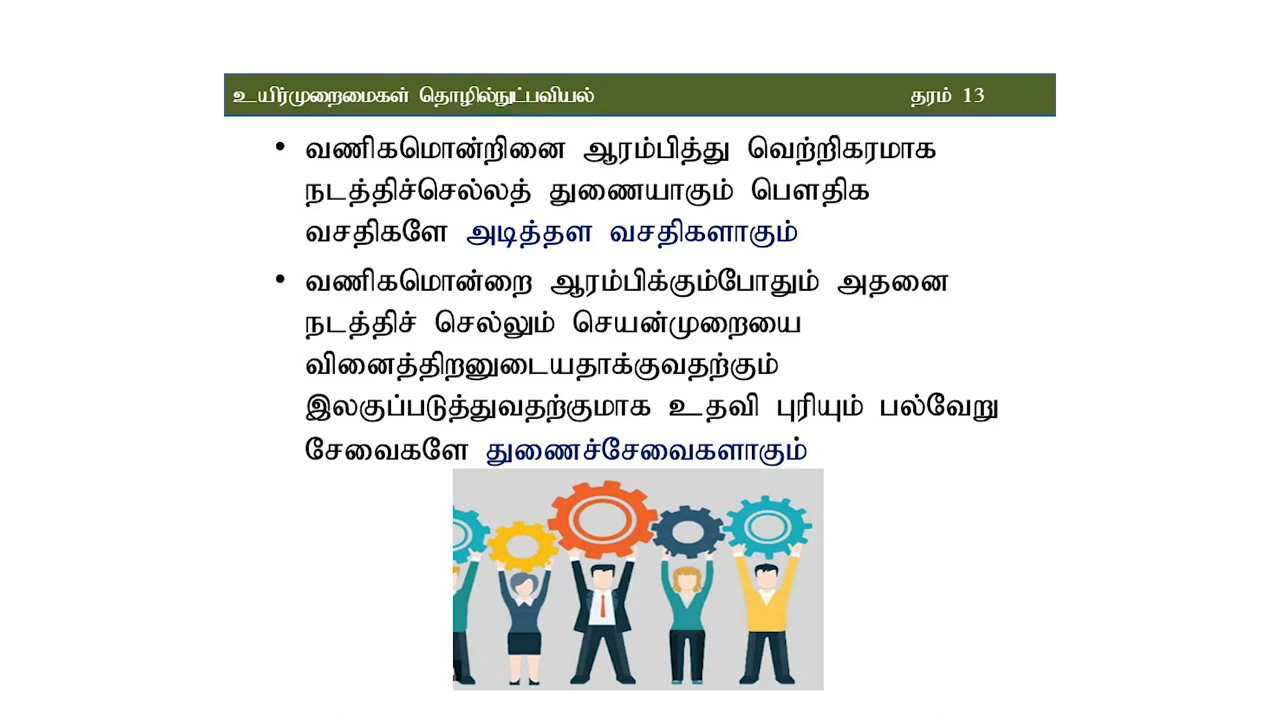 உயிர்முறைமைகள் தொழில்நுட்பவியல் தரம் 13
• வணிகமொன்றினை ஆரம்பித்து வெற்றிகரமாக
நடத்திச்செல்லத் துணையாகும் பௌதிக
வசதிகளே அடித்தள வசதிகளாகும்
• வணிகமொன்றை ஆரம்பிக்கும்போதும் அதனை
நடத்திச் செல்லும் செயன்முறையை
வினைத்திறனுடையதாக்குவதற்கும்
இலகுப்படுத்துவதற்குமாக உதவி புரியும் பல்வேறு
சேவைகளே துணைச்சேவைகளாகும்